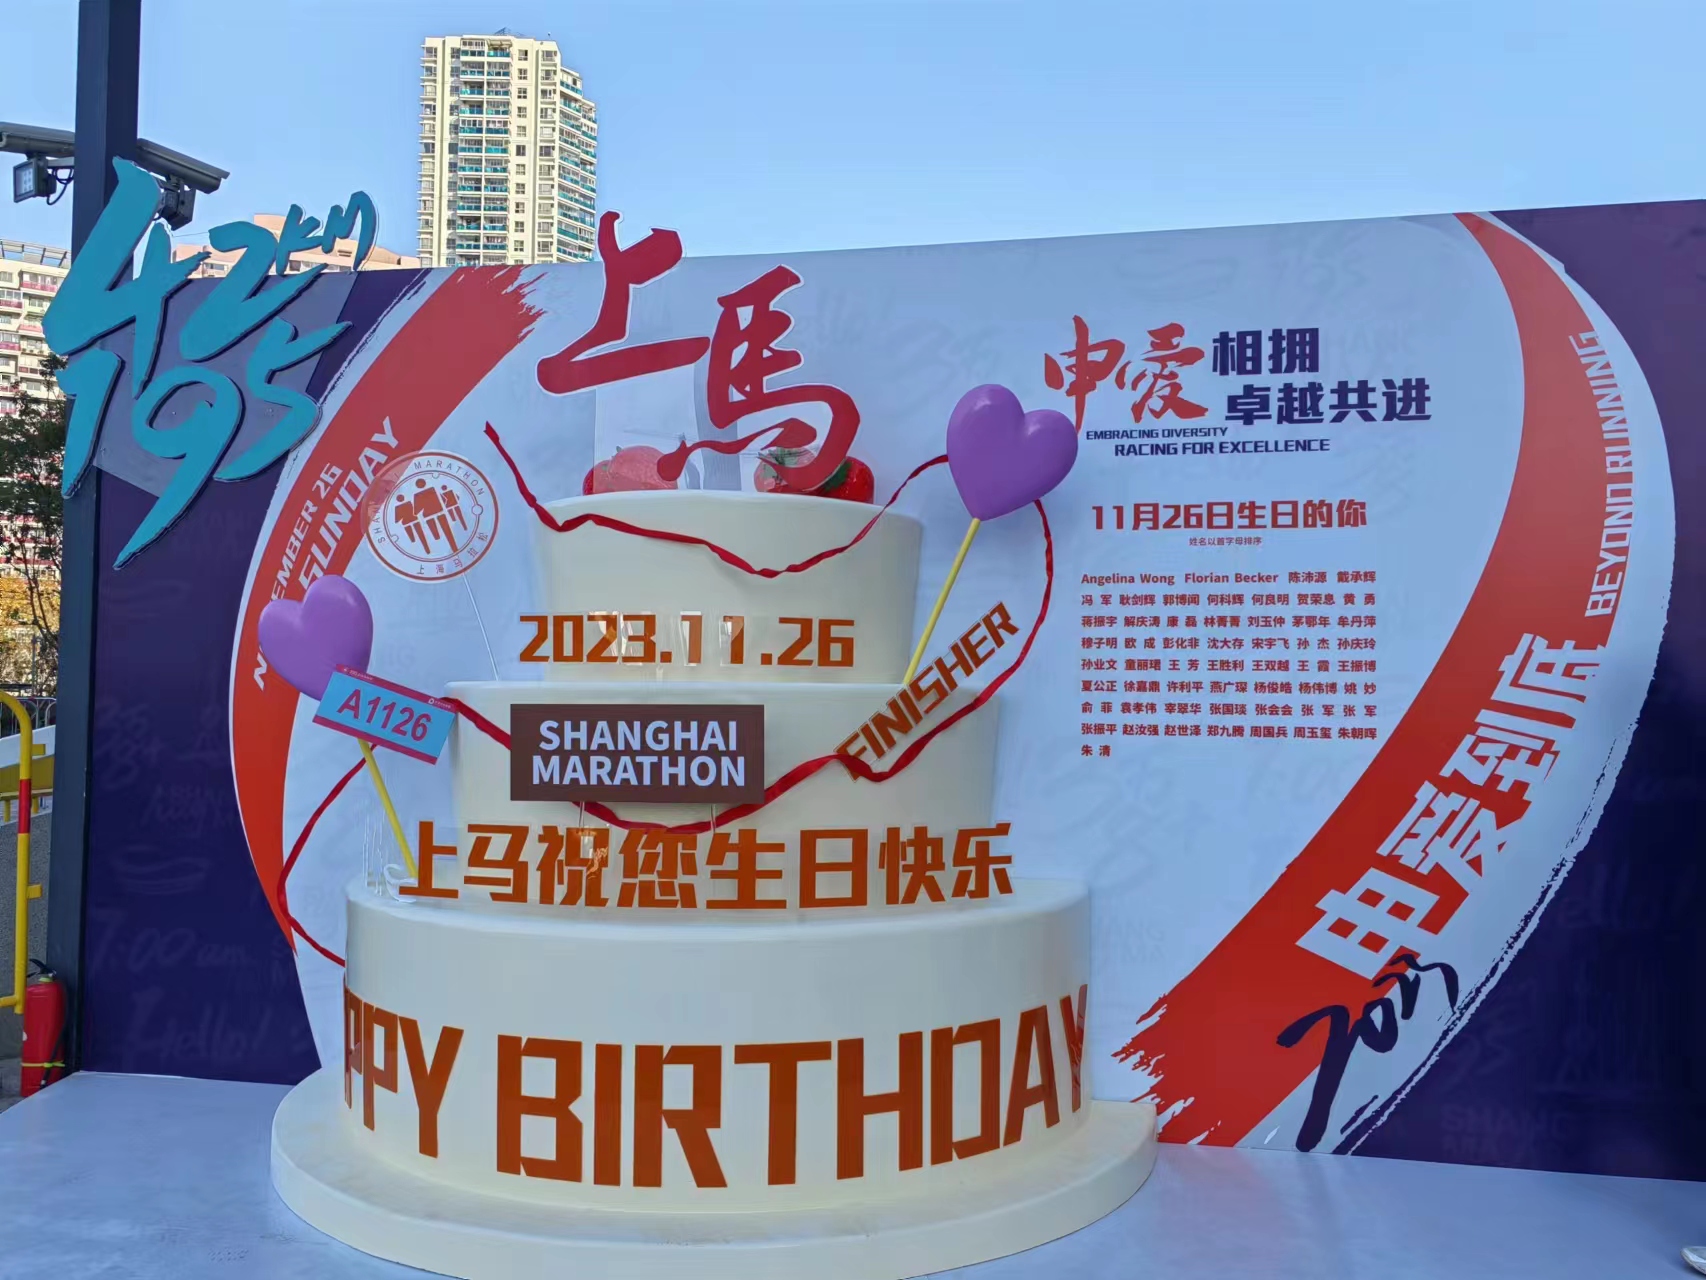 42KM
195
NOVEMBER 26
SUNDAY
SHANGHAI MARATHON
上海马拉松
上马
申爱 相拥
卓越共进
EMBRACING DIVERSITY
RACING FOR EXCELLENCE
11月26日生日的你
姓名以首字母排序
Angelina Wong Florian Becker 陈沛源 戴承辉
冯 军 耿剑辉 郭博闻 何科辉 何良明 贺荣息 黄 勇
蒋振宇 解庆涛 康 磊 林菁菁 刘玉仲 茅鄂年 牟丹萍
穆子明 欧 成 彭化非 沈大存 宋宇飞 孙 杰 孙庆玲
孙业文 童丽珺 王 芳 王胜利 王双越 王 霞 王振博
夏公正 徐嘉鼎 许利平 燕广琛 杨俊皓 杨伟博 姚 妙
俞 菲 袁孝伟 宰翠华 张国琰 张会会 张 军 张 军
张振平 赵汝强 赵世泽 郑九腾 周国兵 周玉玺 朱朝晖
朱 清
2023.11.26
A1126
FINISHER
SHANGHAI
MARATHON
上马祝您生日快乐
PPY BIRTHDAY
BEYOND RUNNING
申爱到底
2023